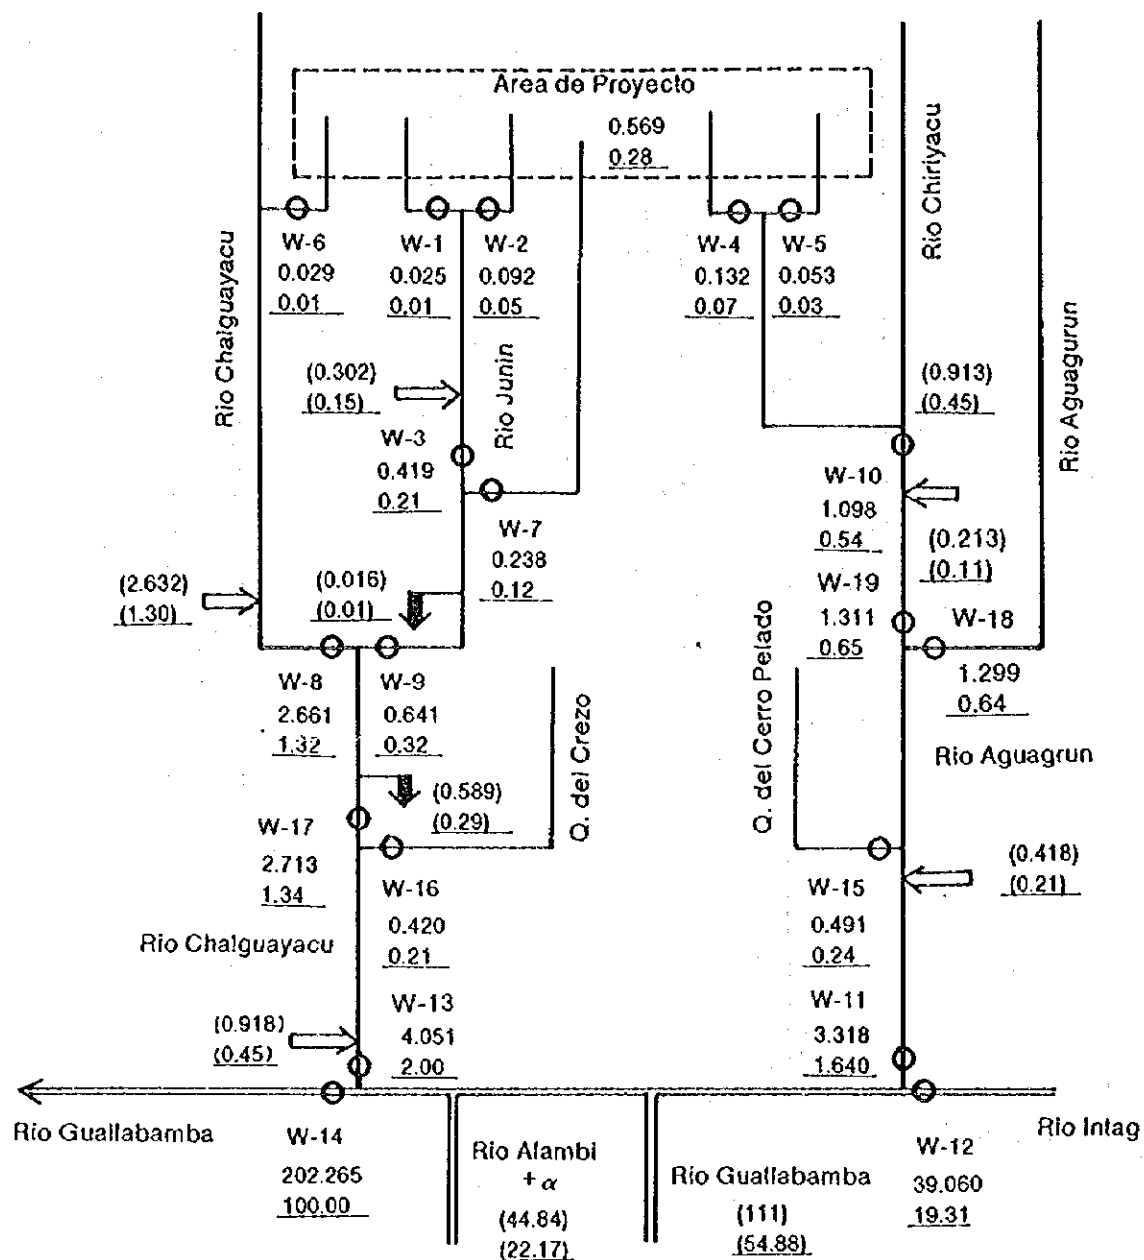 Area de Proyecto
0.569
0.28
Rio Chiriyacu
Rio Chalguayacu
W-6
0.029
0.01
W-1
0.025
0.01
W-2
0.092
0.05
W-4
0.132
0.07
W-5
0.053
0.03
Rio Aguagurun
(0.302)
(0.15)
Rio Junin
(0.913)
(0.45)
W-3
0.419
0.21
W-10
1.098
0.54
W-7
0.238
0.12
(0.213)
(0.11)
(2.632)
(1.30)
(0.016)
(0.01)
W-19
1.311
0.65
W-18
1.299
0.64
W-8
2.661
1.32
W-9
0.641
0.32
Q. del Crezo
Q. del Cerro Pelado
Rio Aguagrun
(0.589)
(0.29)
W-17
2.713
1.34
W-16
0.420
0.21
W-15
0.491
0.24
(0.418)
(0.21)
Rio Chalguayacu
(0.918)
(0.45)
W-13
4.051
2.00
W-11
3.318
1.640
Rio Guallabamba
W-14
202.265
100.00
Rio Alambi
+ α
(44.84)
(22.17)
Rio Guallabamba
(111)
(54.88)
W-12
39.060
19.31
Rio Intag